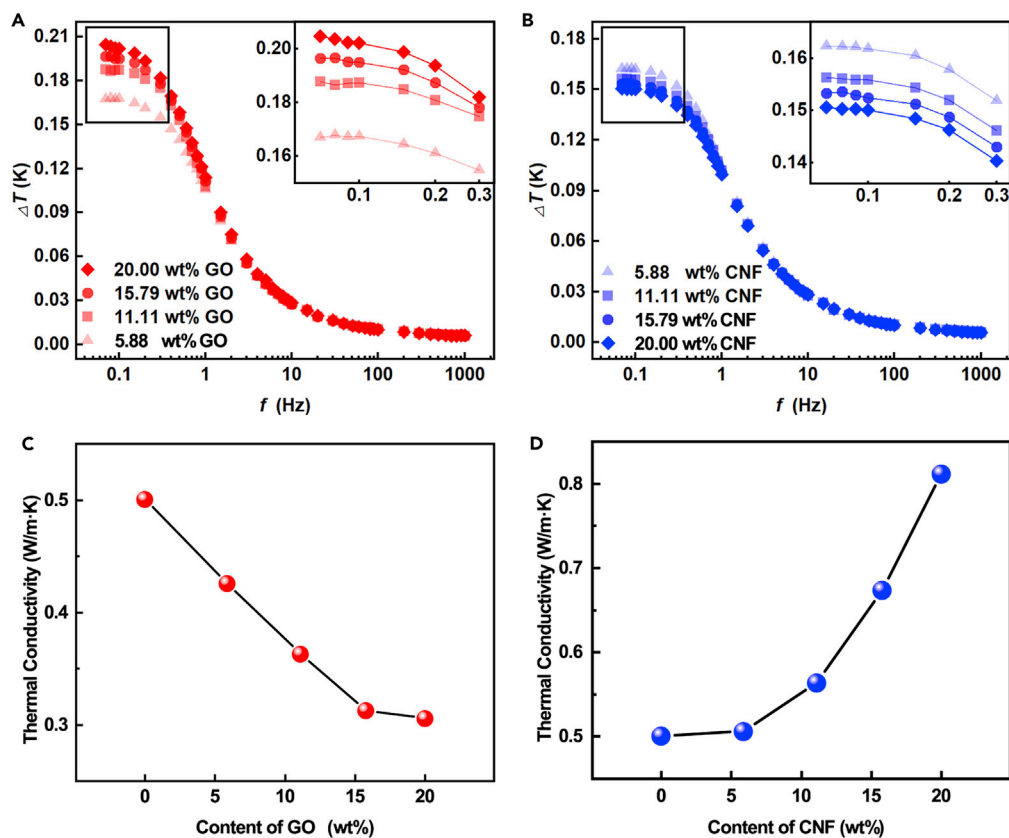 A
0.21
0.18
0.15
0.12
0.09
0.06
0.03
0.00
ΔT (K)
0.20
0.18
0.16
0.1
0.2
0.3
20.00 wt% GO
15.79 wt% GO
11.11 wt% GO
5.88 wt% GO
0.1
1
10
100
1000
f (Hz)
B
0.18
0.15
0.12
0.09
0.06
0.03
0.00
ΔT (K)
0.16
0.15
0.14
0.1
0.2
0.3
5.88 wt% CNF
11.11 wt% CNF
15.79 wt% CNF
20.00 wt% CNF
0.1
1
10
100
1000
f (Hz)
C
0.5
0.4
0.3
Thermal Conductivity (W/m·K)
0
5
10
15
20
Content of GO (wt%)
D
0.8
0.7
0.6
0.5
Thermal Conductivity (W/m·K)
0
5
10
15
20
Content of CNF (wt%)